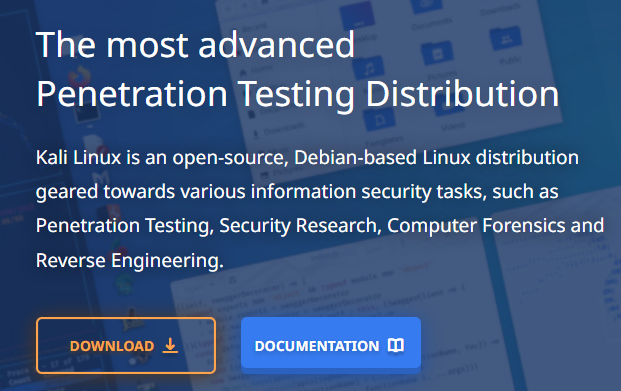 The most advanced
Penetration Testing Distribution
Kali Linux is an open-source, Debian-based Linux distribution
geared towards various information security tasks, such as
Penetration Testing, Security Research, Computer Forensics and
Reverse Engineering.
DOWNLOAD
DOCUMENTATION